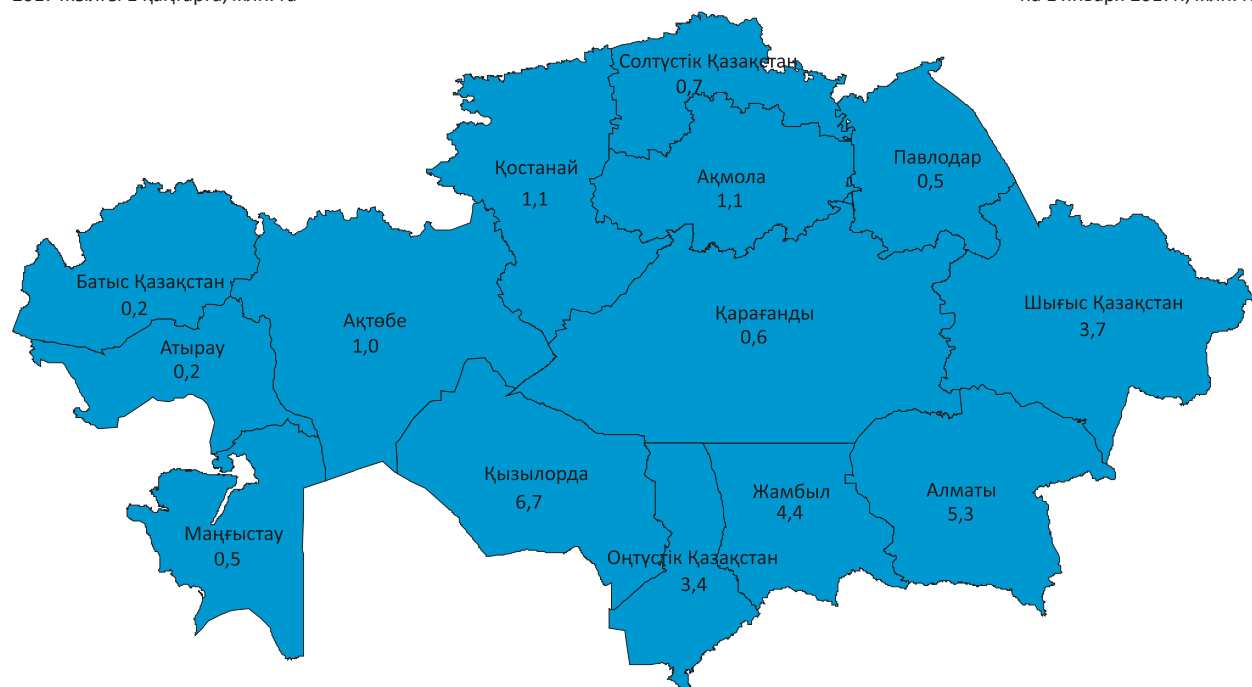 Солтүстік Қазақстан
0,7
Қостанай
1,1
Ақмола
1,1
Павлодар
0,5
Батыс Қазақстан
0,2
Ақтөбе
1,0
Атырау
0,2
Қарағанды
0,6
Шығыс Қазақстан
3,7
Маңғыстау
0,5
Қызылорда
6,7
Оңтүстік Қазақстан
3,4
Жамбыл
4,4
Алматы
5,3